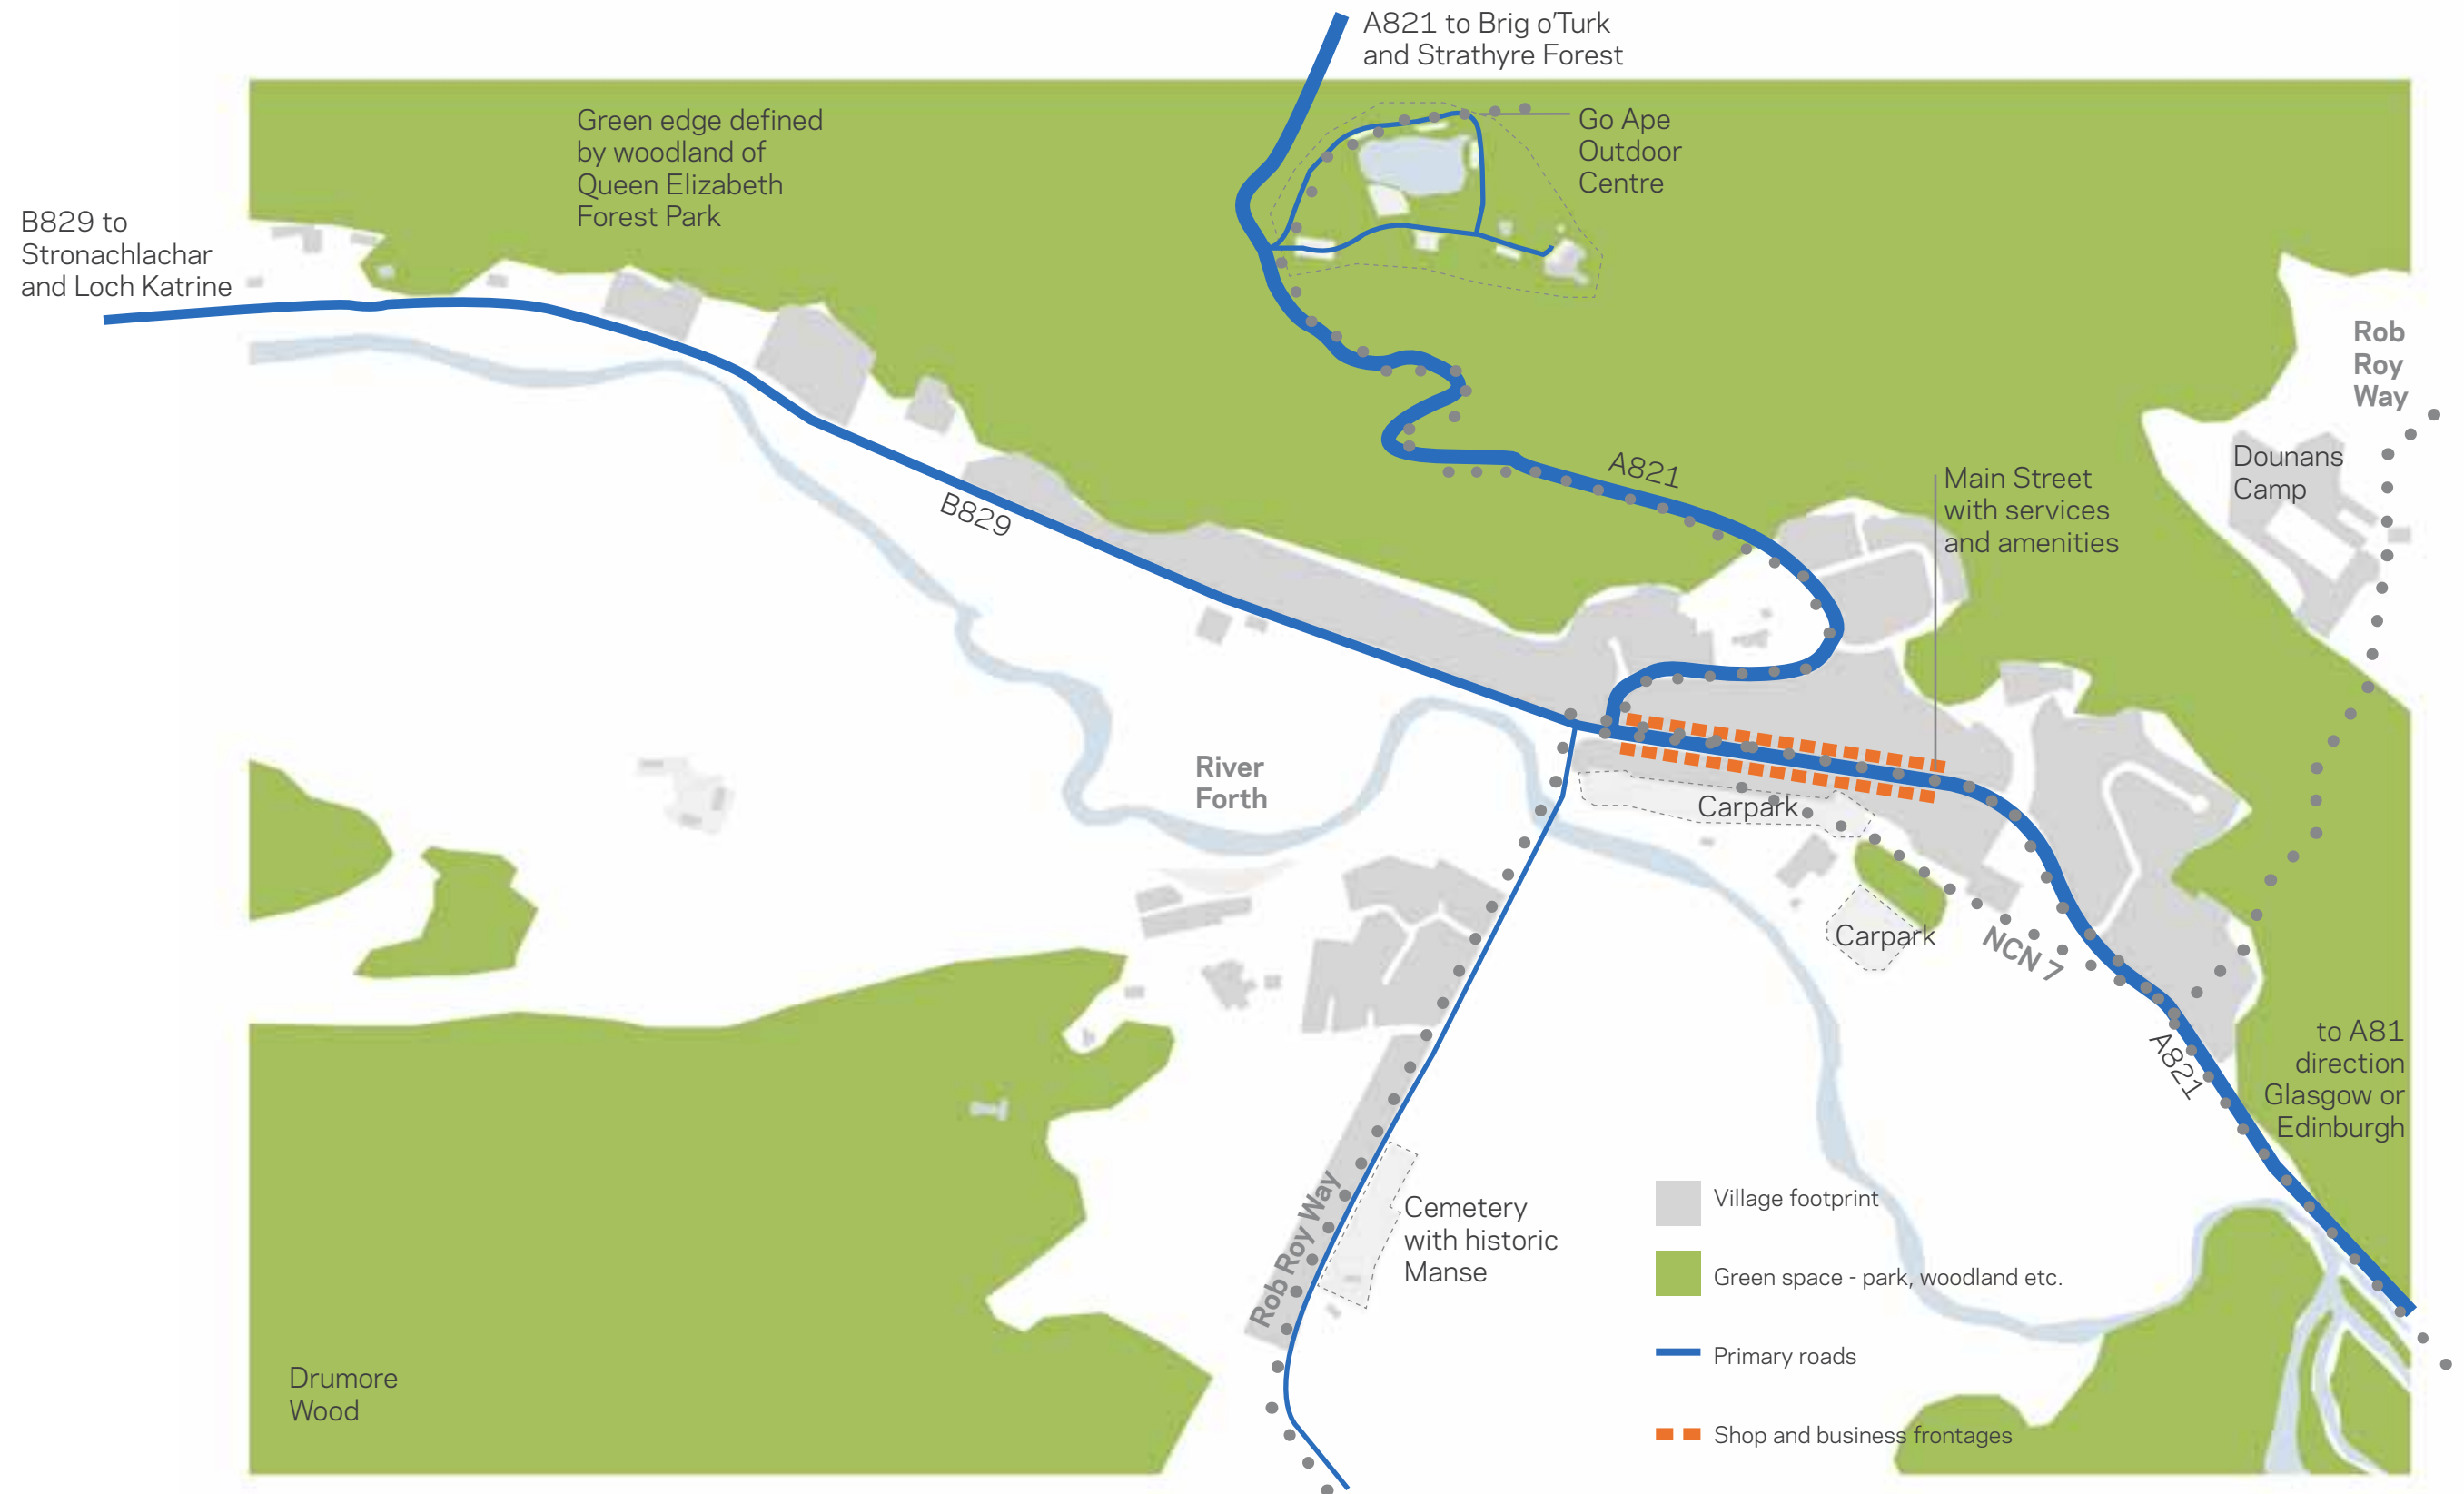 A821 to Brig o'Turk
and Strathyre Forest
Green edge defined
by woodland of
Queen Elizabeth
Forest Park
Go Ape
Outdoor
Centre
B829 to
Stronachlachar
and Loch Katrine
Rob
Roy
Way
Dounans
Camp
A821
Main Street
with services
and amenities
B829
River
Forth
Carpark
Carpark
NCN 7
A821
to A81
direction
Glasgow or
Edinburgh
Rob Roy Way
Cemetery
with historic
Manse
Drumore
Wood
Village footprint
Green space - park, woodland etc.
Primary roads
Shop and business frontages